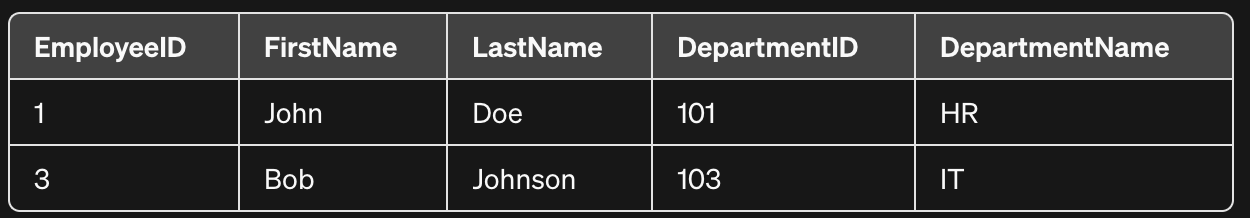 EmployeeID FirstName LastName DepartmentID DepartmentName
1 John Doe 101 HR
3 Bob Johnson 103 IT